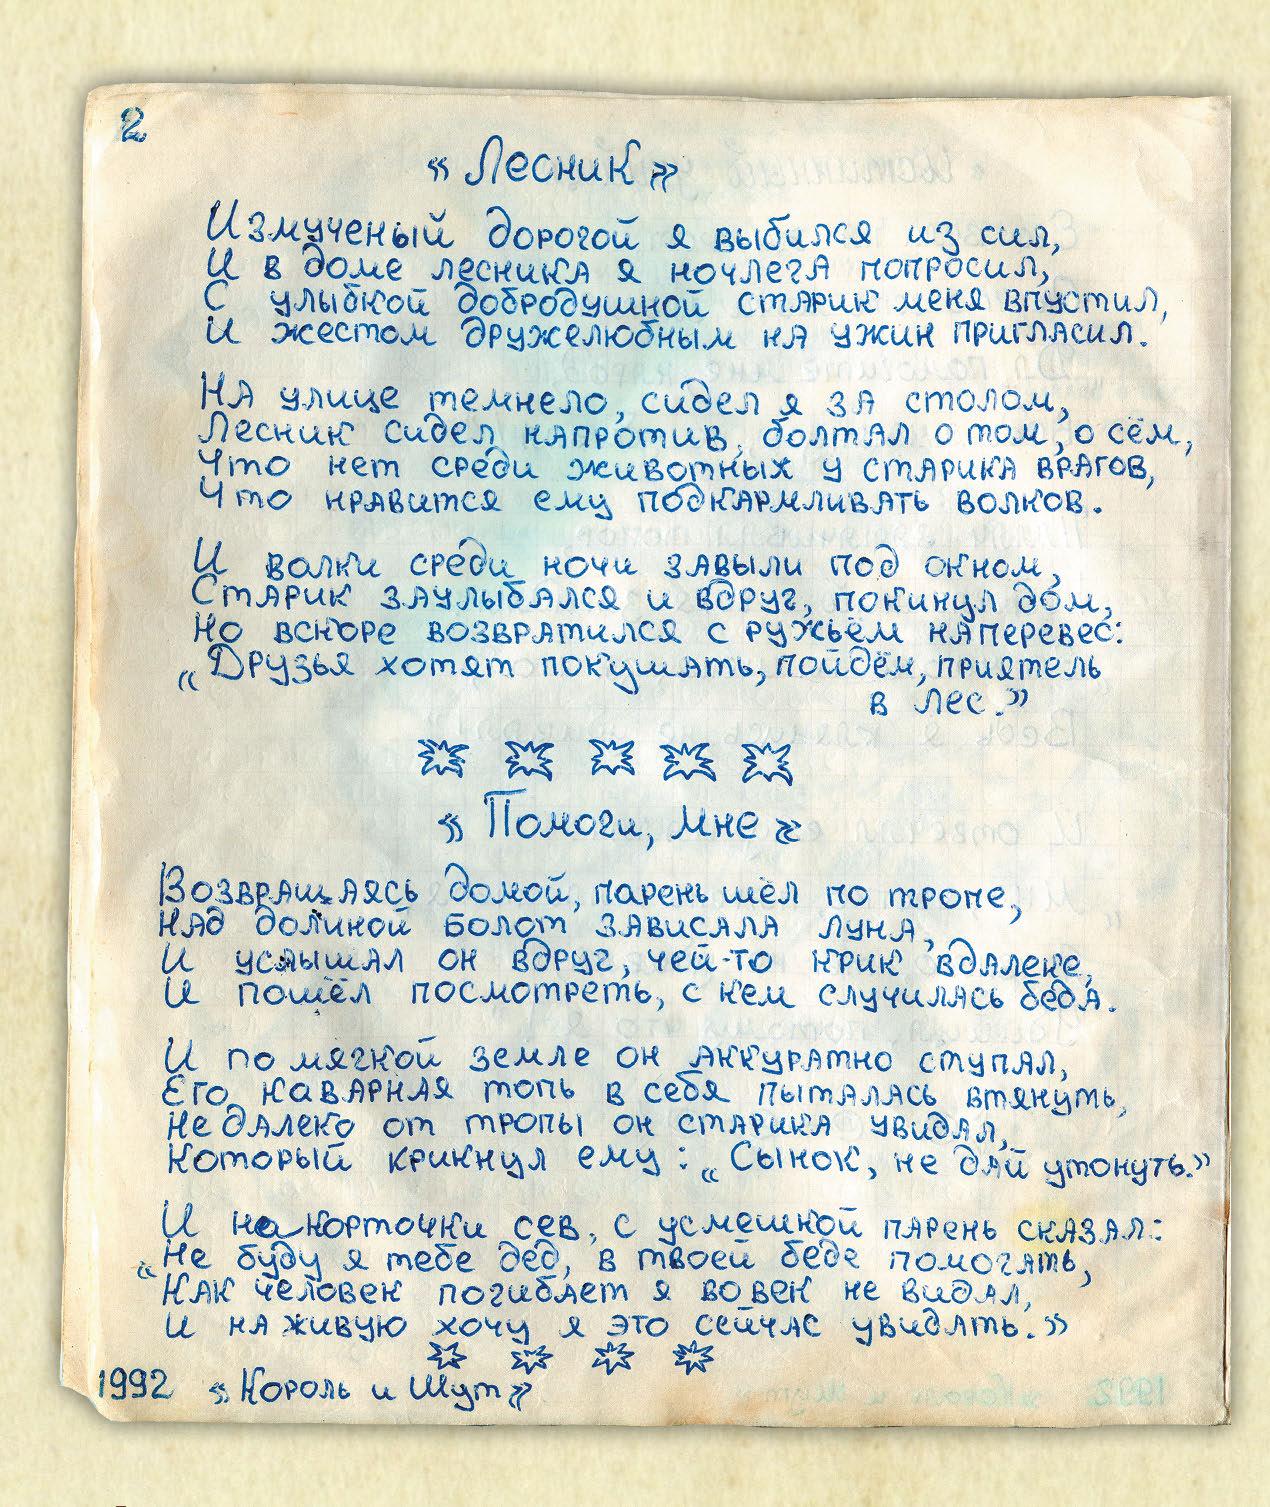 2
«Лесник»
Измученый дорогой я выбился из сил,
И в доме лесника я ночлега попросил,
С улыбкой добродушной старик меня впустил,
И жестом дружелюбным на ужин пригласил.
На улице темнело, сидел я за столом,
Лесник сидел напротив, болтал о том, о сём,
Что нет среди животных у старика врагов,
Что нравится ему подкармливать волков.
И волки среди ночи завыли под окном,
Старик заулыбался и вдруг, покинул дом,
Но вскоре возвратился с ружьём наперевес:
„Друзья хотят покушать, пойдём, приятель
в лес.”
«Помоги, мне»
Возвращаясь домой, парень шёл по тропе,
Над долиной болот зависала луна,
И услышал он вдруг, чей-то крик вдалеке,
И пошёл посмотреть, с кем случилась беда.
И по мягкой земле он аккуратно ступал,
Его каварная топь в себя пыталась втянуть,
Не далеко от тропы он старика увидал,
Который крикнул ему: „Сынок, не дай утонуть.”
И на корточки сев, с усмешкой парень сказал:
„Не буду я тебе дед, в твоей беде помогать,
Как человек погибает я вовек не видал,
И на живую хочу я это сейчас увидать.”
1992 «Король и Шут»